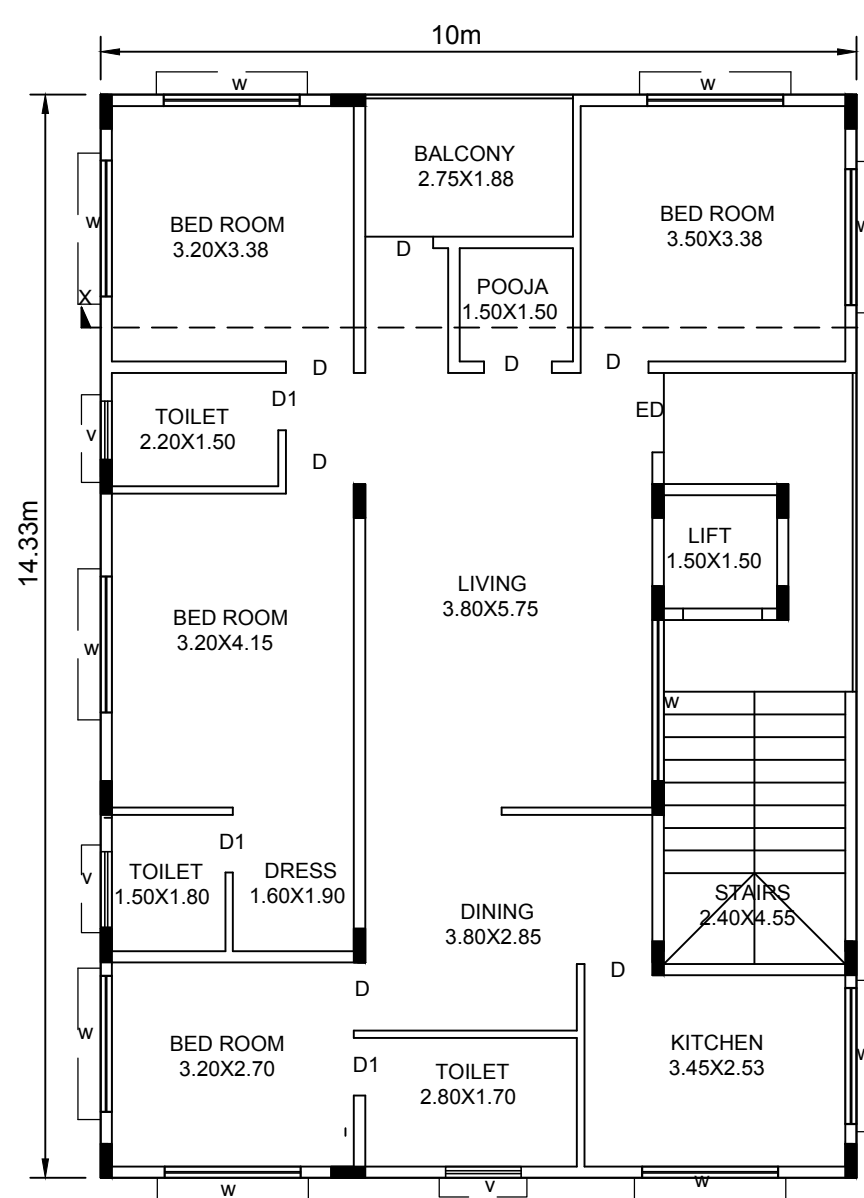 10m
w
w
BALCONY
2.75X1.88
BED ROOM
3.20X3.38
BED ROOM
3.50X3.38
w
w
D
POOJA
1.50X1.50
X
D
D
D
D1
ED
TOILET
2.20X1.50
v
D
14.33m
LIFT
1.50X1.50
LIVING
3.80X5.75
BED ROOM
3.20X4.15
w
w
D1
TOILET
1.50X1.80
DRESS
1.60X1.90
v
STAIRS
2.40X4.55
DINING
3.80X2.85
D
D
BED ROOM
3.20X2.70
w
KITCHEN
3.45X2.53
w
D1
TOILET
2.80X1.70
w
v
w